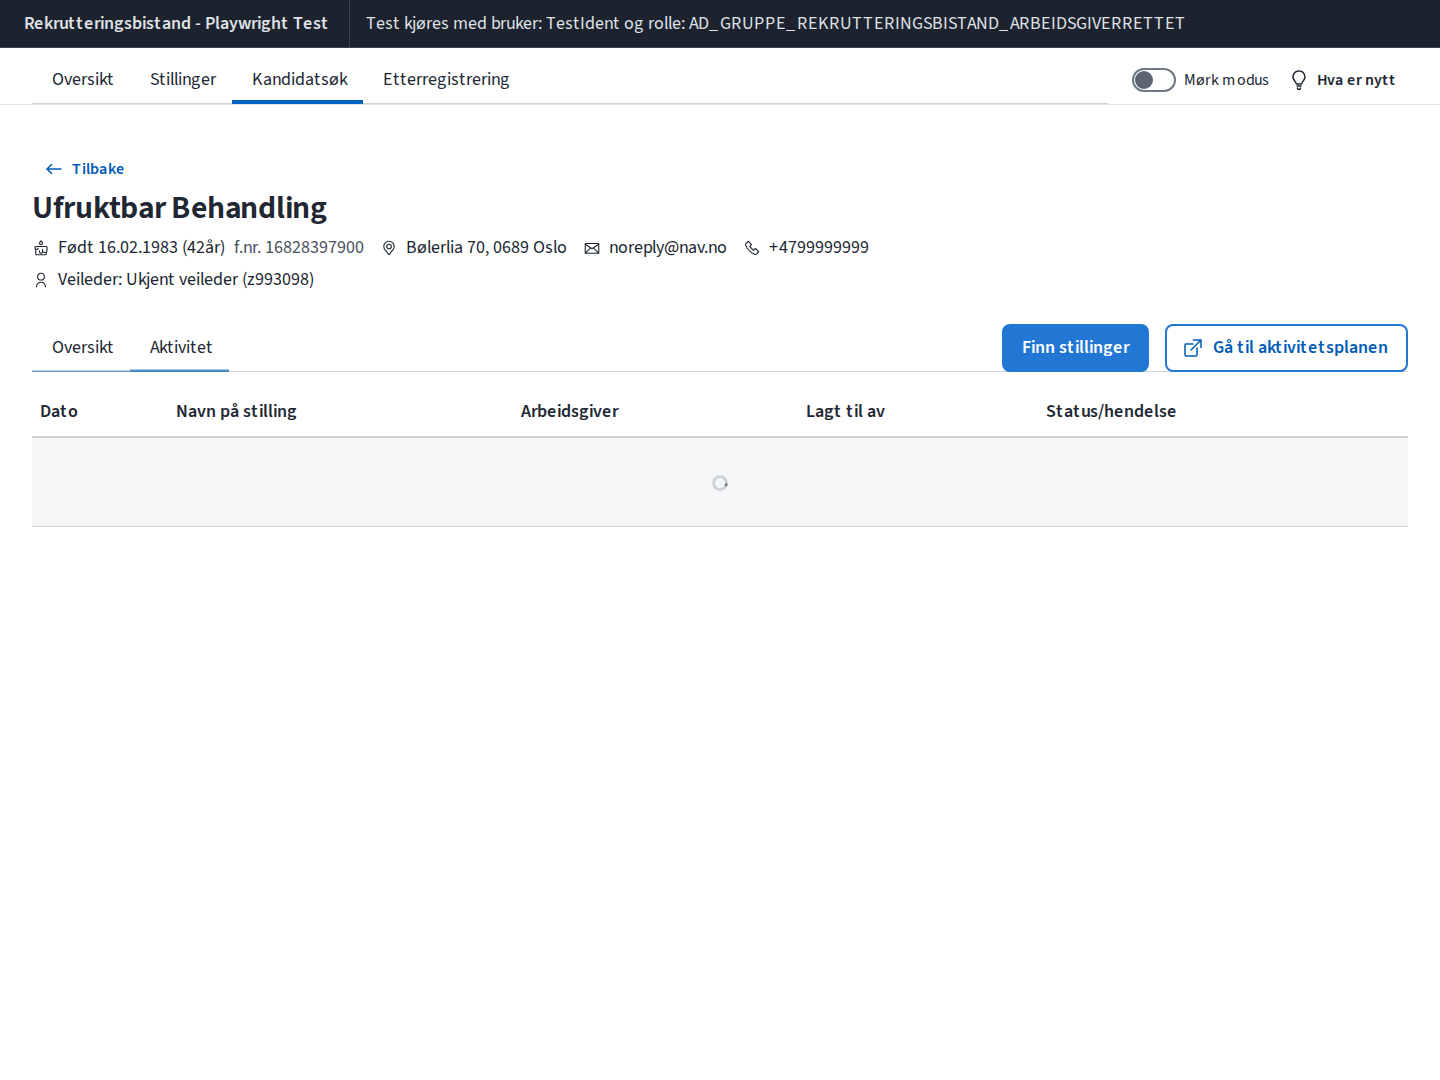 Rekrutteringsbistand - Playwright Test
Test kjøres med bruker: TestIdent og rolle: AD_GRUPPE_REKRUTTERINGSBISTAND_ARBEIDSGIVERRETTET
Oversikt
Stillinger
Kandidatsøk
Etterregistrering
Mørk modus
Hva er nytt
Tilbake
Ufruktbar Behandling
Født 16.02.1983 (42år) f.nr. 16828397900
Bølerlia 70, 0689 Oslo
noreply@nav.no
+4799999999
Veileder: Ukjent veileder (z993098)
Oversikt
Aktivitet
Finn stillinger
Gå til aktivitetsplanen
Dato
Navn på stilling
Arbeidsgiver
Lagt til av
Status/hendelse